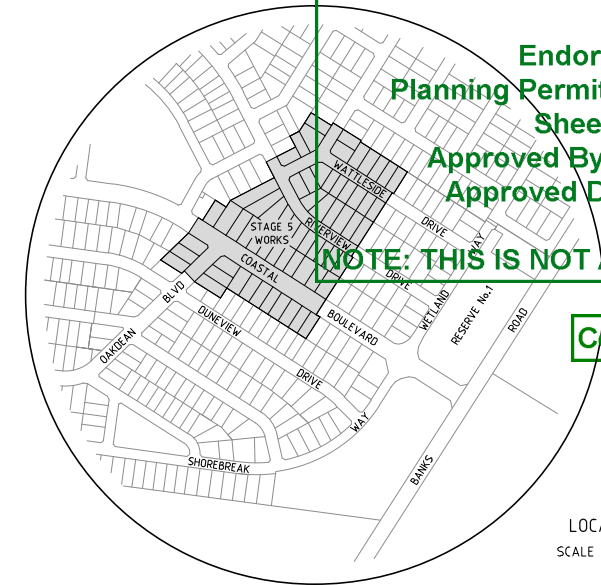 Endor
Planning Permit
Shee
Approved By
Approved D
NOTE: THIS IS NOT A
WATTLESIDE
DRIVE
STAGE 5
WORKS
RIVERVIEW
DRIVE
WAY
WETLAND
COASTAL
BOULEVARD
RESERVE No.1
ROAD
BLVD
OAKDEAN
DUNEVIEW
DRIVE
WAY
SHOREBREAK
BANKS
LOCA
SCALE